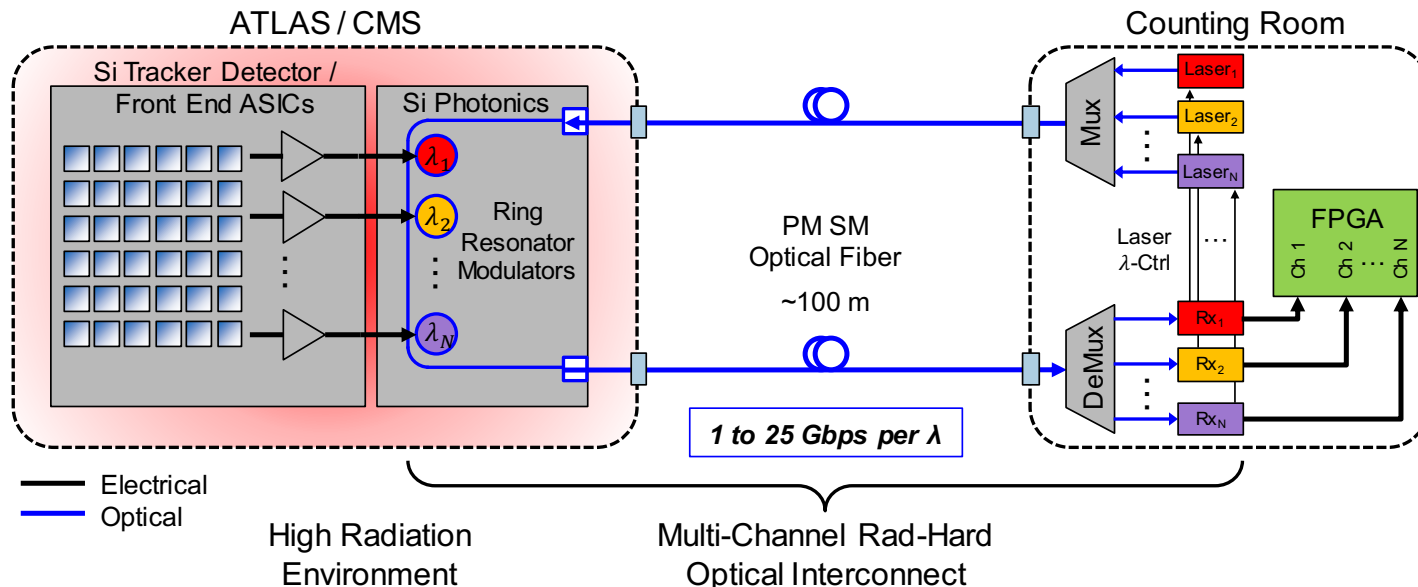 ATLAS / CMS
Si Tracker Detector /
Front End ASICs
Si Photonics
λ1
λ2
⋮
λN
⋮
Ring
Resonator
Modulators
PM SM
Optical Fiber
~100 m
1 to 25 Gbps per λ
Counting Room
Mux
Laser1
Laser2
⋮
LaserN
Laser
λ-Ctrl
⋯
FPGA
Ch 1
Ch 2
⋯
Ch N
DeMux
Rx1
Rx2
⋮
RxN
Electrical
Optical
High Radiation
Environment
Multi-Channel Rad-Hard
Optical Interconnect